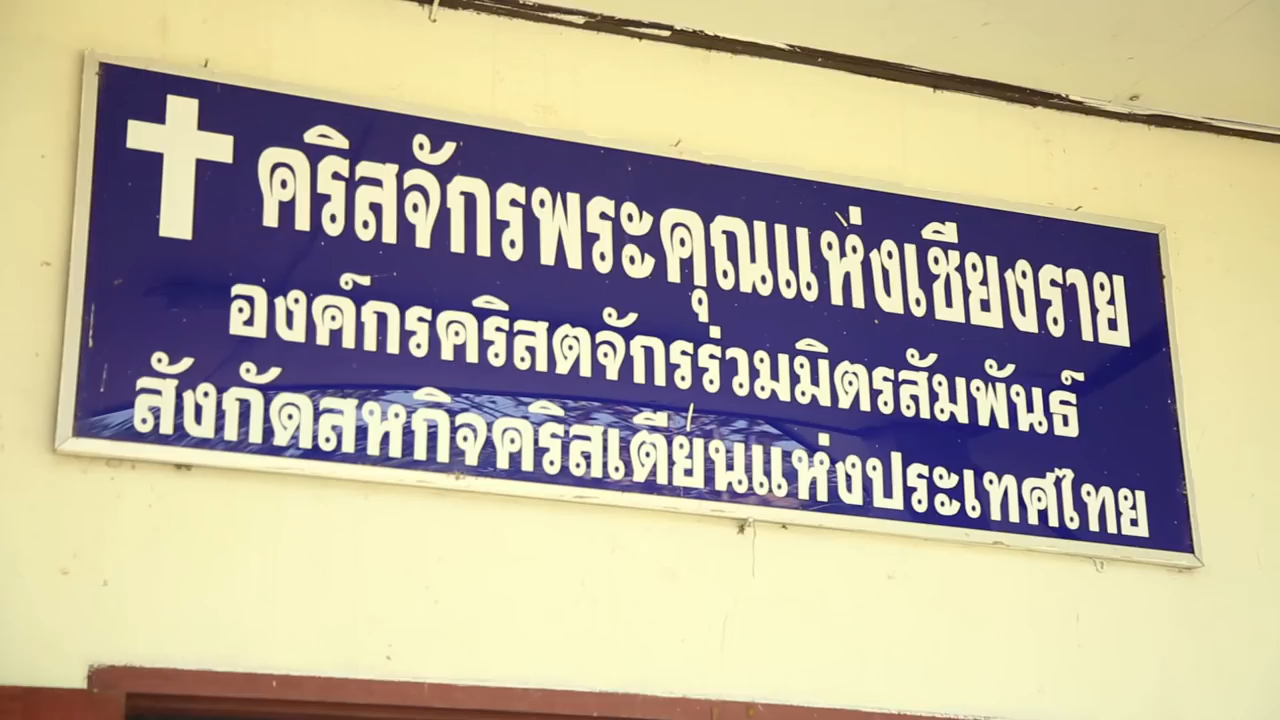 คริสจักรพระคุณแห่งเชียงราย
องค์กรคริสตจักรร่วมมิตรสัมพันธ์
สังกัดสหกิจคริสเตียนแห่งประเทศไทย